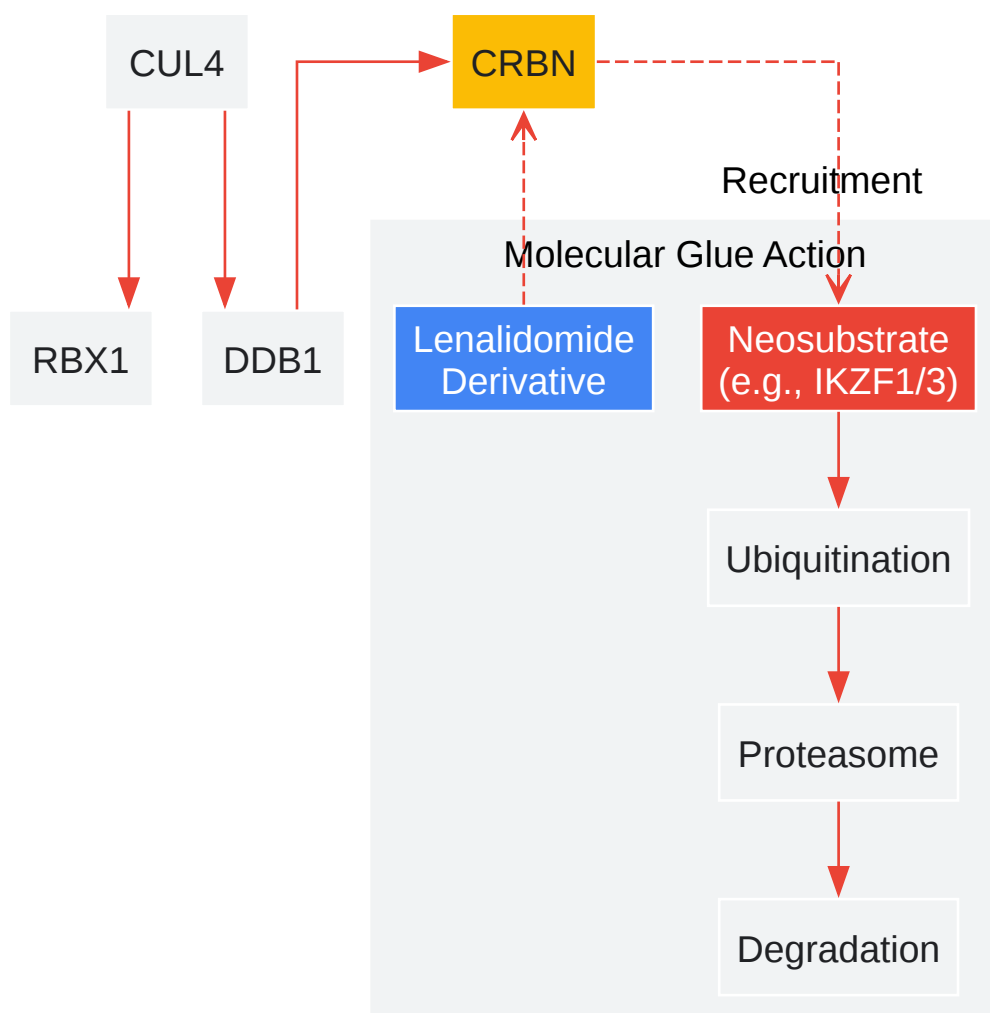 CUL4
CRBN
Recruitment
Molecular Glue Action
RBX1
DDB1
Lenalidomide
Derivative
Neosubstrate
(e.g., IKZF1/3)
Ubiquitination
Proteasome
Degradation